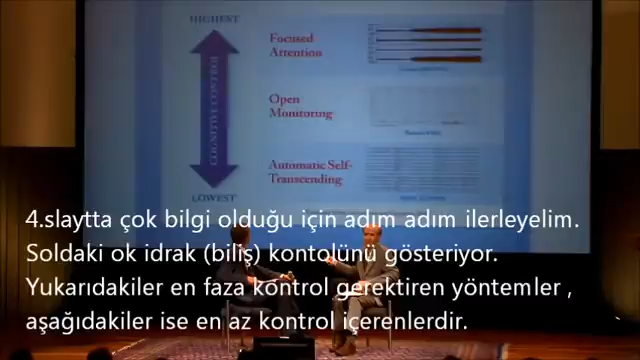 HIGHEST
Focused
Attention
COGNITIVE CONTROL
Open
Monitoring
Automatic Self-
Transcending
LOWEST
4.slaytta çok bilgi olduğu için adım adım ilerleyelim.
Soldaki ok idrak (biliş) kontolünü gösteriyor.
Yukarıdakiler en faza kontrol gerektiren yöntemler ,
aşağıdakiler ise en az kontrol içerenlerdir.